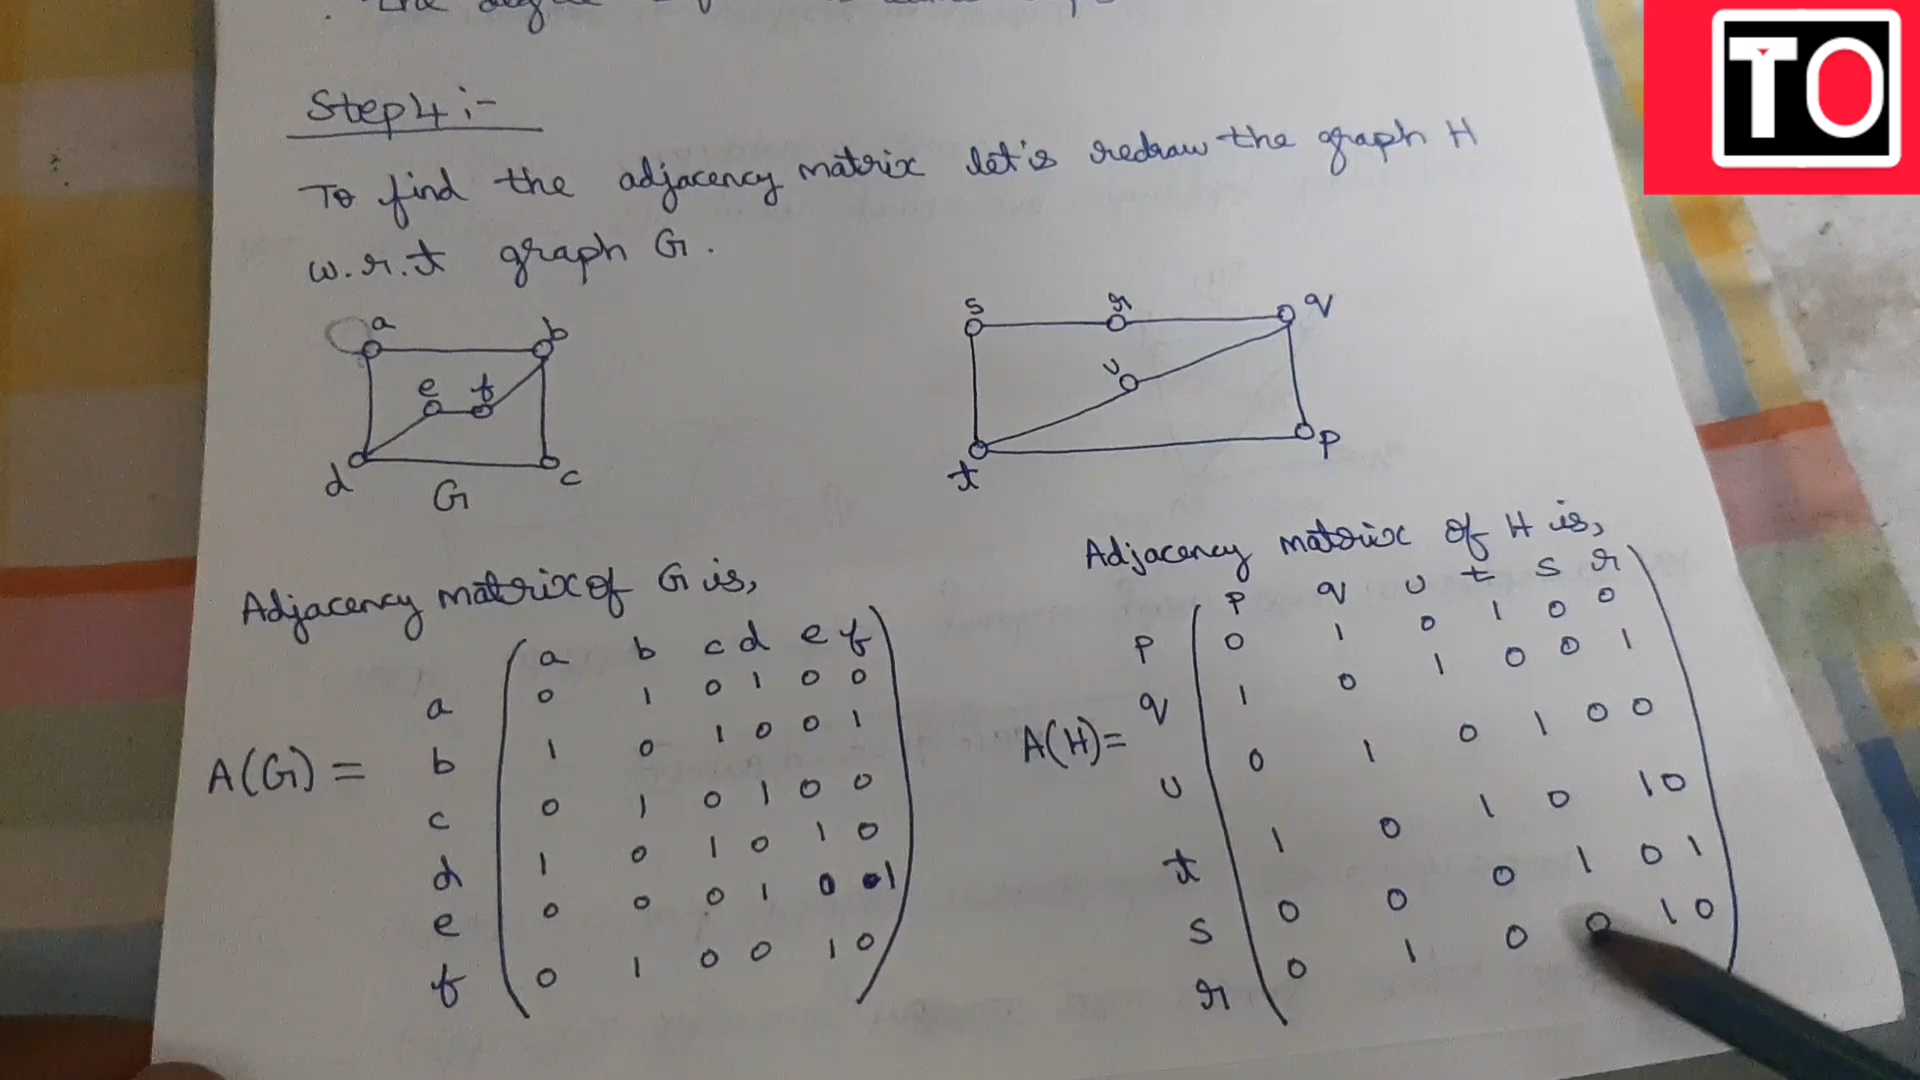 TO
Step 4 :-
To find the adjacency matrix let's redraw the graph H
w.r.t graph G.
a b
e f
d c
G
s r q
u
t p
Adjacency matrix of G is,
a b c d e f
a 0 1 0 1 0 0
b 1 0 1 0 0 1
A(G) =
c 0 1 0 1 0 0
d 1 0 1 0 1 0
e 0 0 0 1 0 1
f 0 1 0 0 1 0
Adjacency matrix of H is,
p q u t s r
p 0 1 0 1 0 0
q 1 0 1 0 0 1
A(H)=
u 0 1 0 1 0 0
t 1 0 1 0 1 0
s 0 0 0 1 0 1
r 0 1 0 0 1 0